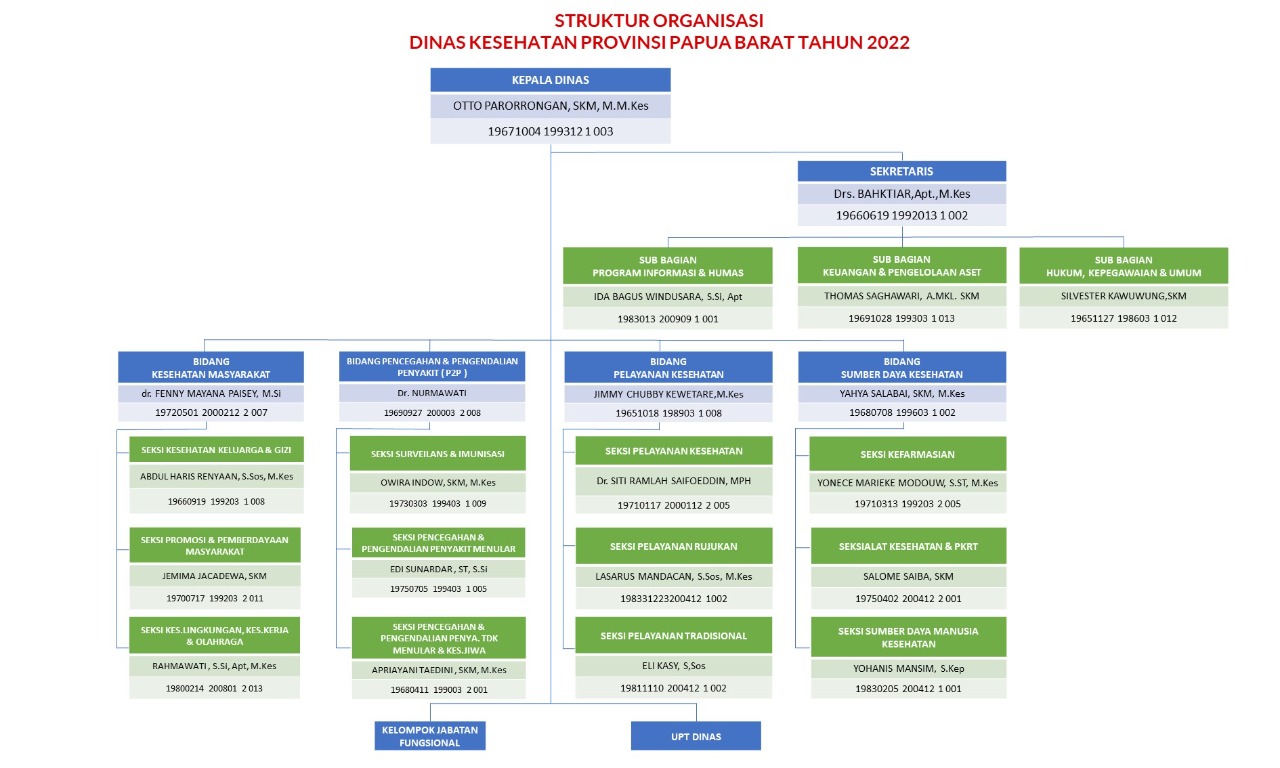 STRUKTUR ORGANISASI
DINAS KESEHATAN PROVINSI PAPUA BARAT TAHUN 2022
KEPALA DINAS
OTTO PARORRONGAN, SKM, M.M.Kes
19671004 199312 1 003
SEKRETARIS
Drs. BAHKTIAR,Apt.,M.Kes
19660619 1992013 1 002
SUB BAGIAN
PROGRAM INFORMASI & HUMAS
IDA BAGUS WINDUSARA, S.Si, Apt
1983013 200909 1 001
SUB BAGIAN
KEUANGAN & PENGELOLAAN ASET
THOMAS SAGHAWARI, A.MKL. SKM
19691028 199303 1 013
SUB BAGIAN
HUKUM, KEPEGAWAIAN & UMUM
SILVESTER KAWUWUNG,SKM
19651127 198603 1 012
BIDANG
KESEHATAN MASYARAKAT
dr. FENNY MAYANA PAISEY, M.Si
19720501 2000212 2 007
SEKSI KESEHATAN KELUARGA & GIZI
ABDUL HARIS RENYAAN, S.Sos, M.Kes
19660919 199203 1 008
SEKSI PROMOSI & PEMBERDAYAAN
MASYARAKAT
JEMIMA JACADEWA, SKM
19700717 199203 2 011
SEKSI KES.LINGKUNGAN, KES.KERJA
& OLAHRAGA
RAHMAWATI , S.Si, Apt, M.Kes
19800214 200801 2 013
BIDANG PENCEGAHAN & PENGENDALIAN
PENYAKIT ( P2P )
Dr. NURMAWATI
19690927 200003 2 008
SEKSI SURVEILANS & IMUNISASI
OWIRA INDOW, SKM, M.Kes
19730303 199403 1 009
SEKSI PENCEGAHAN &
PENGENDALIAN PENYAKIT MENULAR
EDI SUNARDAR, ST, S.Si
19750705 199403 1 005
SEKSI PENCEGAHAN &
PENGENDALIAN PENYA. TDK
MENULAR & KES.JIWA
APRIAYANI TAEDINI , SKM, M.Kes
19680411 199003 2 001
BIDANG
PELAYANAN KESEHATAN
JIMMY CHUBBY KEWETARE,M.Kes
19651018 198903 1 008
SEKSI PELAYANAN KESEHATAN
Dr. SITI RAMLAH SAIFOEDDIN, MPH
19710117 2000112 2 005
SEKSI PELAYANAN RUJUKAN
LASARUS MANDACAN, S.Sos, M.Kes
198331223200412 1002
SEKSI PELAYANAN TRADISIONAL
ELI KASY, S,Sos
19811110 200412 1 002
BIDANG
SUMBER DAYA KESEHATAN
YAHYA SALABAI, SKM, M.Kes
19680708 199603 1 002
SEKSI KEFARMASIAN
YONECE MARIEKE MODOUW, S.ST, M.Kes
19710313 199203 2 005
SEKSIALAT KESEHATAN & PKRT
SALOME SAIBA, SKM
19750402 200412 2 001
SEKSI SUMBER DAYA MANUSIA
KESEHATAN
YOHANIS MANSIM, S.Kep
19830205 200412 1 001
KELOMPOK JABATAN
FUNGSIONAL
UPT DINAS